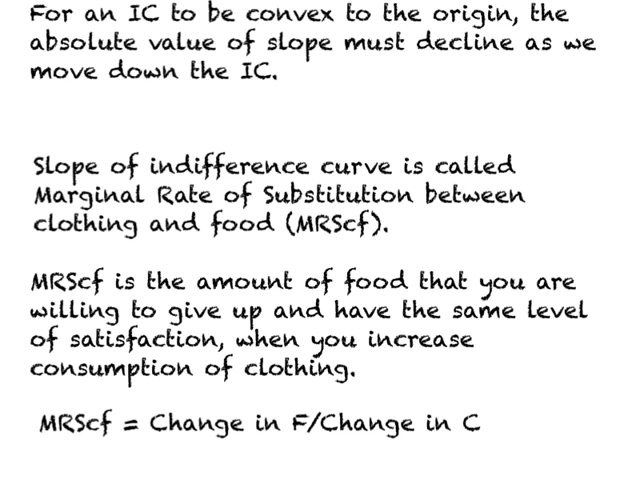 For an IC to be convex to the origin, the
absolute value of slope must decline as we
move down the IC.
Slope of indifference curve is called
Marginal Rate of Substitution between
clothing and food (MRScf).
MRScf is the amount of food that you are
willing to give up and have the same level
of satisfaction, when you increase
consumption of clothing.
MRScf = Change in F/Change in C